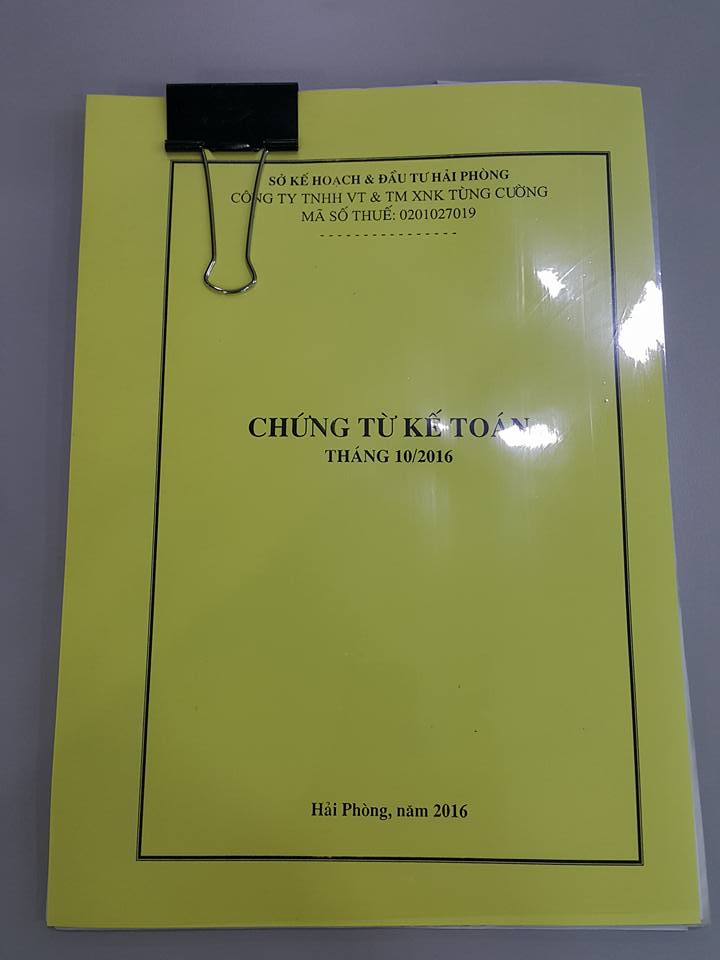 SỞ KẾ HOẠCH & ĐẦU TƯ HẢI PHÒNG
CÔNG TY TNHH VT & TM XNK TÙNG CƯỜNG
MÃ SỐ THUẾ: 0201027019
- - - - - - - - - - - - - - - -
CHỨNG TỪ KẾ TOÁN
THÁNG 10/2016
Hải Phòng, năm 2016